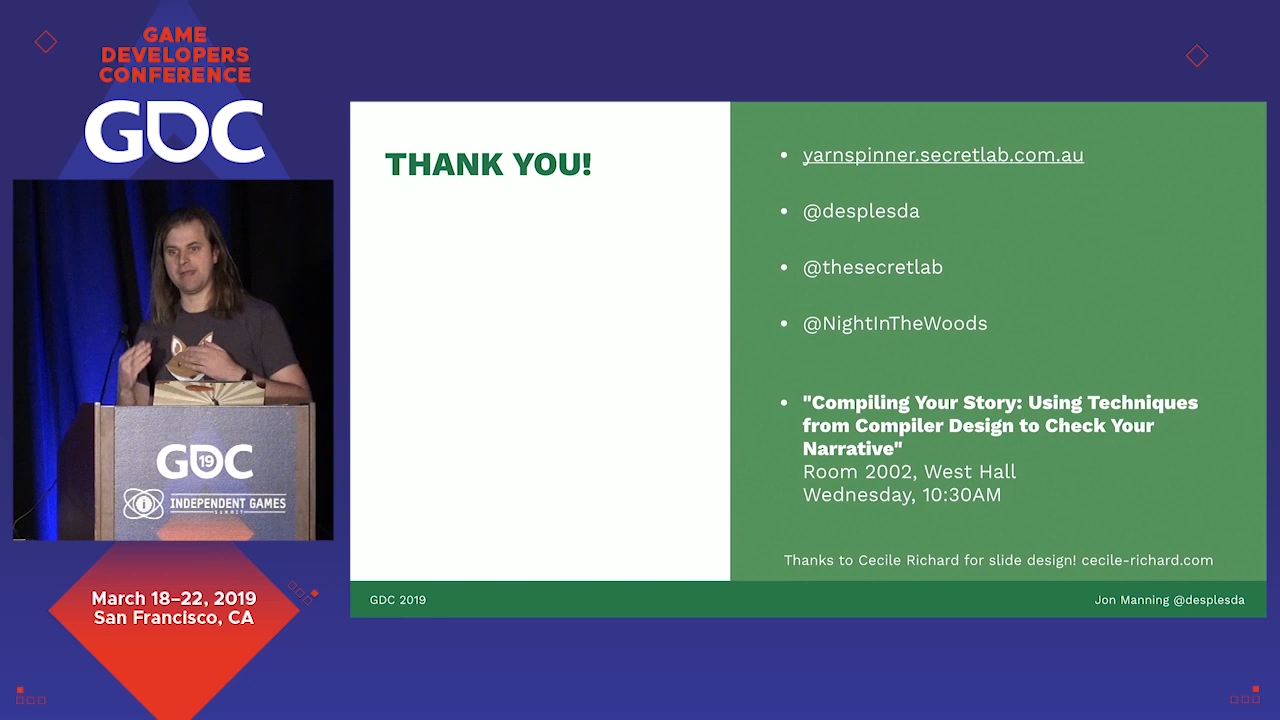 GAME
DEVELOPERS
CONFERENCE
GDC
THANK YOU!
yarnspinner.secretlab.com.au
@desplesda
@thesecretlab
@NightInTheWoods
"Compiling Your Story: Using Techniques
from Compiler Design to Check Your
Narrative"
Room 2002, West Hall
Wednesday, 10:30AM
Thanks to Cecile Richard for slide design! cecile-richard.com
GDC 2019
Jon Manning @desplesda
GDC
19
i
INDEPENDENT GAMES
SUMMIT
March 18–22, 2019
San Francisco, CA